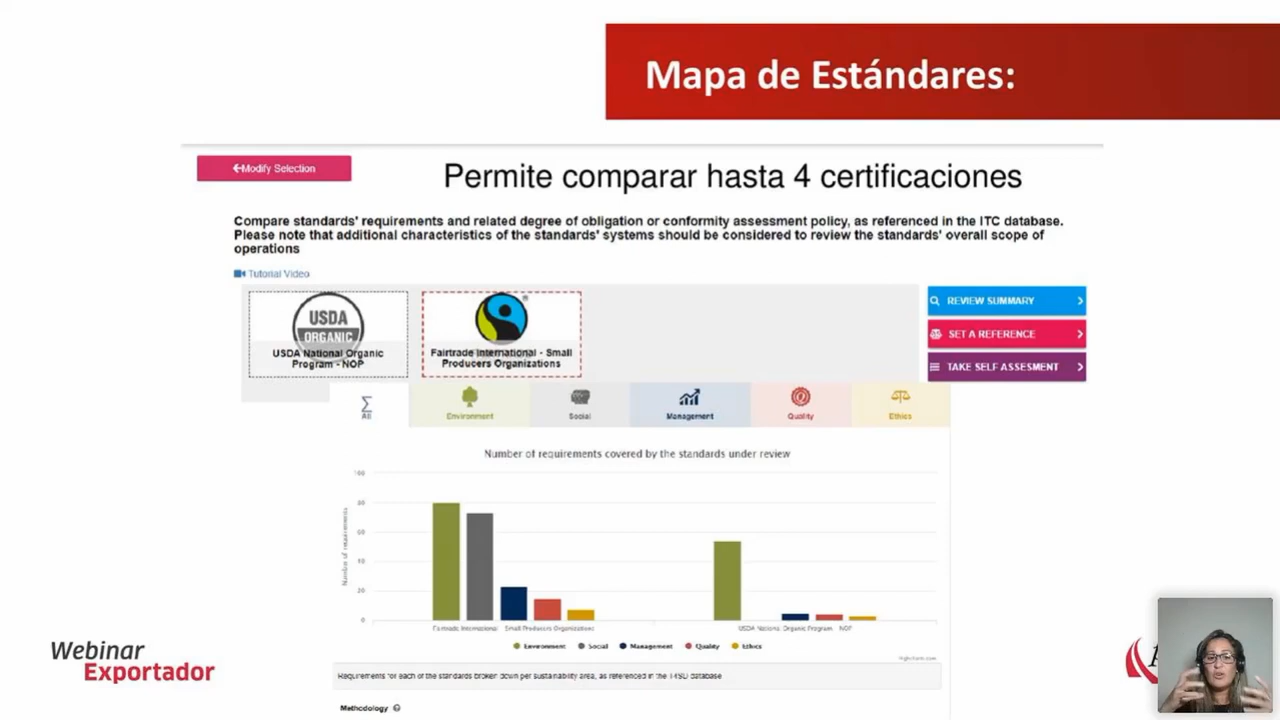 Mapa de Estándares:
Modify Selection
Permite comparar hasta 4 certificaciones
Compare standards' requirements and related degree of obligation or conformity assessment policy, as referenced in the ITC database.
Please note that additional characteristics of the standards' systems should be considered to review the standards' overall scope of
operations
Tutorial Video
USDA
ORGANIC
USDA National Organic
Program - NOP
Fairtrade International - Small
Producers Organizations
REVIEW SUMMARY
SET A REFERENCE
TAKE SELF ASSESMENT
All
Environment
Social
Management
Quality
Ethics
Number of requirements covered by the standards under review
Number of requirements
100
80
60
40
20
0
Fairtrade International Small Producers Organizations
USDA National Organic Program NOP
Environment
Social
Management
Quality
Ethics
Requirements for each of the standards broken down per sustainability area, as referenced in the database
Methodology
Webinar
Exportador